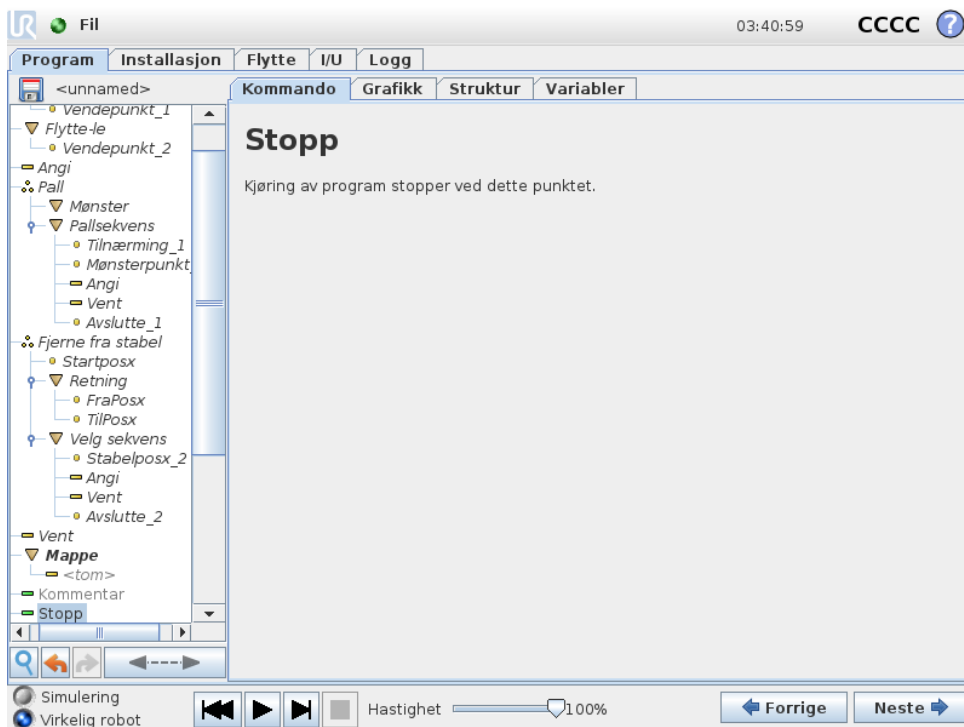 UR Fil 03:40:59 CCCC ?
Program Installasjon Flytte I/U Logg
<unnamed>
Kommando Grafikk Struktur Variabler
Vendepunkt_1
Flytte-le
Vendepunkt_2
Angi
Pall
Mønster
Pallsekvens
Tilnærming_1
Mønsterpunkt_
Angi
Vent
Avslutte_1
Fjerne fra stabel
Startposx
Retning
FraPosx
TilPosx
Velg sekvens
Stabelposx_2
Angi
Vent
Avslutte_2
Vent
Mappe
<tom>
Kommentar
Stopp
Stopp
Kjøring av program stopper ved dette punktet.
Simulering
Virkelig robot
Hastighet 100%
Forrige Neste